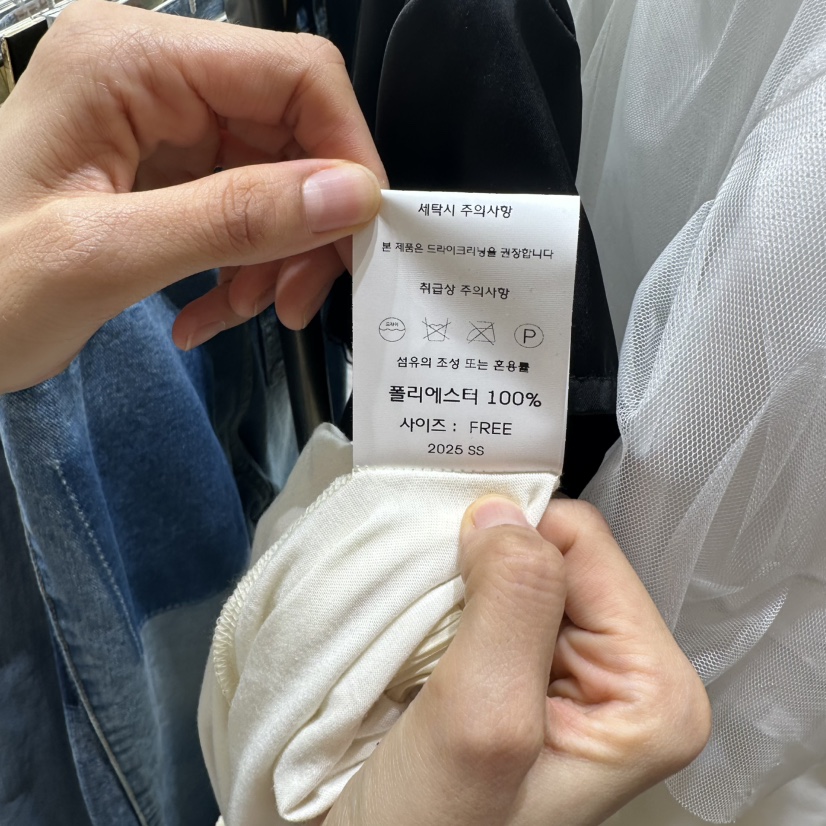 세탁시 주의사항
본 제품은 드라이크리닝을 권장합니다
취급상 주의사항
P
섬유의 조성 또는 혼용률
폴리에스터 100%
사이즈 : FREE
2025 SS